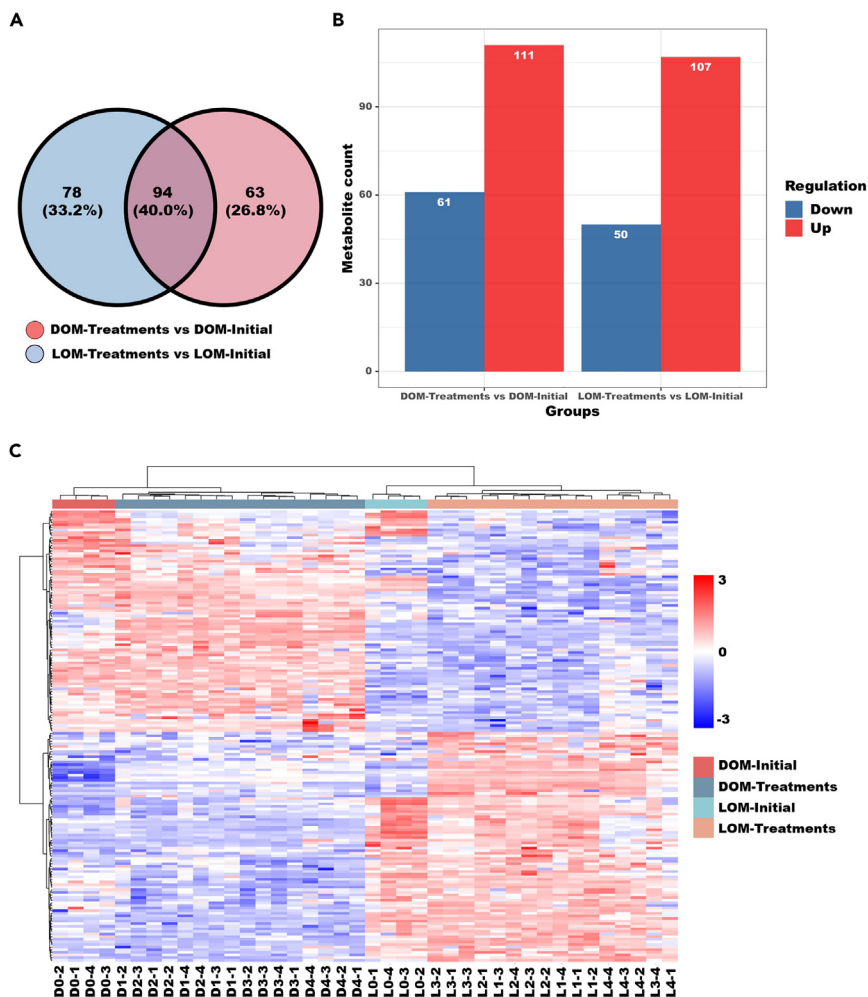 A
78
(33.2%)
94
(40.0%)
63
(26.8%)
DOM-Treatments vs DOM-Initial
LOM-Treatments vs LOM-Initial
B
Metabolite count
90
60
30
0
61
111
50
107
DOM-Treatments vs DOM-Initial
LOM-Treatments vs LOM-Initial
Groups
Regulation
Down
Up
C
3
0
-3
DOM-Initial
DOM-Treatments
LOM-Initial
LOM-Treatments
D0-2
D0-1
D0-4
D0-3
D1-2
D2-3
D2-1
D2-2
D1-4
D2-4
D1-3
D1-1
D3-2
D3-3
D3-4
D3-1
D4-4
D4-3
D4-2
D4-1
L0-1
L0-4
L0-3
L0-2
L3-2
L3-1
L3-3
L2-1
L1-3
L2-4
L2-3
L2-2
L1-4
L1-1
L1-2
L4-4
L4-3
L4-2
L3-4
L4-1